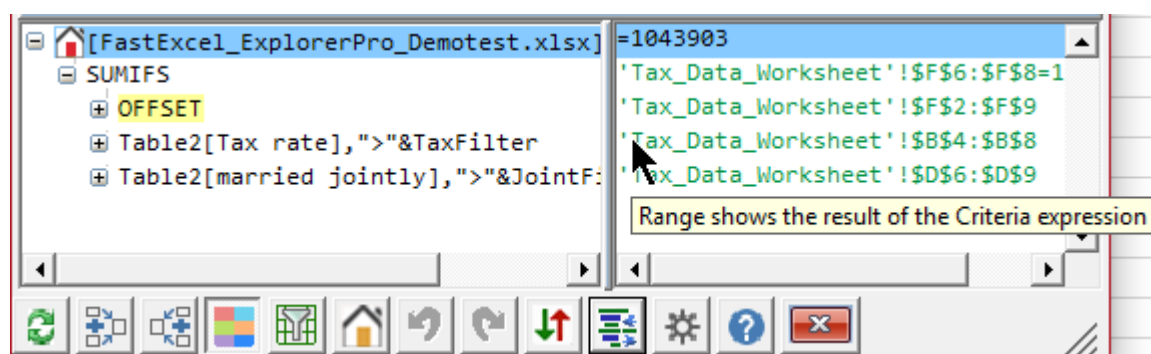 [FastExcel_ExplorerPro_Demotest.xlsx] =1043903
SUMIFS 'Tax_Data_Worksheet'!$F$6:$F$8=1
OFFSET 'Tax_Data_Worksheet'!$F$2:$F$9
Table2[Tax rate],">"&TaxFilter 'Tax_Data_Worksheet'!$B$4:$B$8
Table2[married jointly],">"&JointFi 'Tax_Data_Worksheet'!$D$6:$D$9
Range shows the result of the Criteria expression